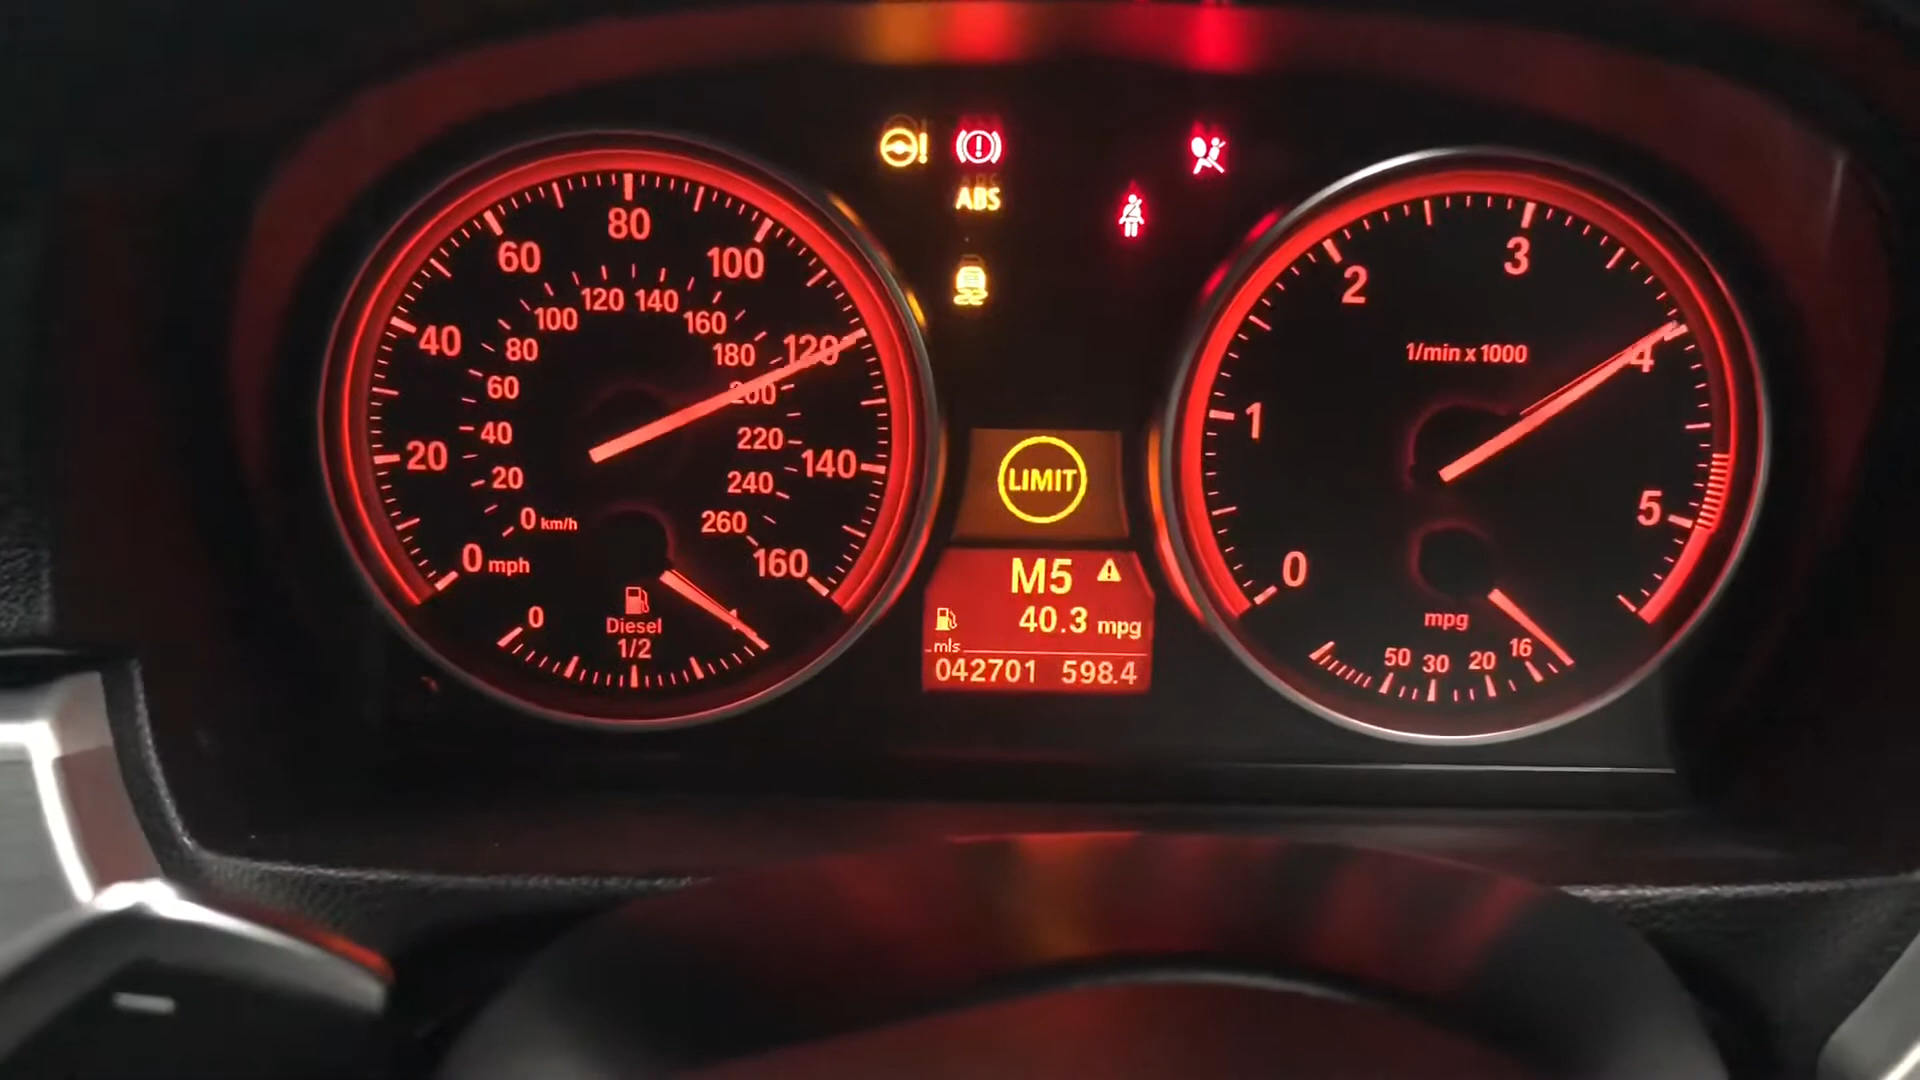 ABS
80
60
100
40
120
20
140
0 mph
160
120 140
100
160
80
180
60
200
40
220
20
240
0 km/h
260
0
Diesel
1/2
1
LIMIT
M5
40.3 mpg
mls
042701 598.4
3
2
4
1/min x 1000
1
5
0
mpg
50 30 20 16